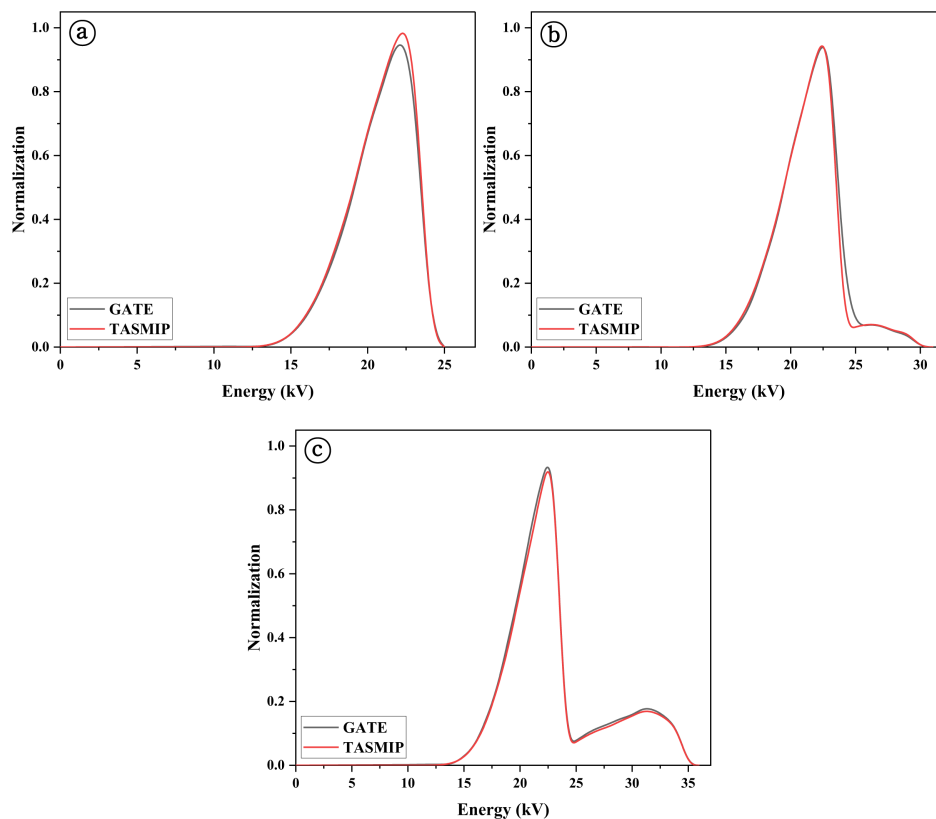 ⓐ
1.0
0.8
0.6
0.4
0.2
0.0
Normalization
GATE
TASMIP
0 5 10 15 20 25
Energy (kV)
ⓑ
1.0
0.8
0.6
0.4
0.2
0.0
Normalization
GATE
TASMIP
0 5 10 15 20 25 30
Energy (kV)
ⓒ
1.0
0.8
0.6
0.4
0.2
0.0
Normalization
GATE
TASMIP
0 5 10 15 20 25 30 35
Energy (kV)